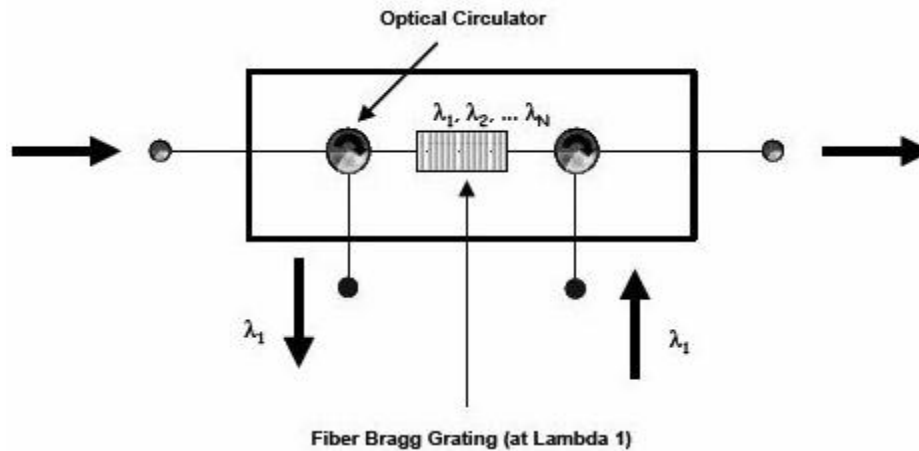 Optical Circulator
λ1, λ2, ... λN
λ1
λ1
Fiber Bragg Grating (at Lambda 1)